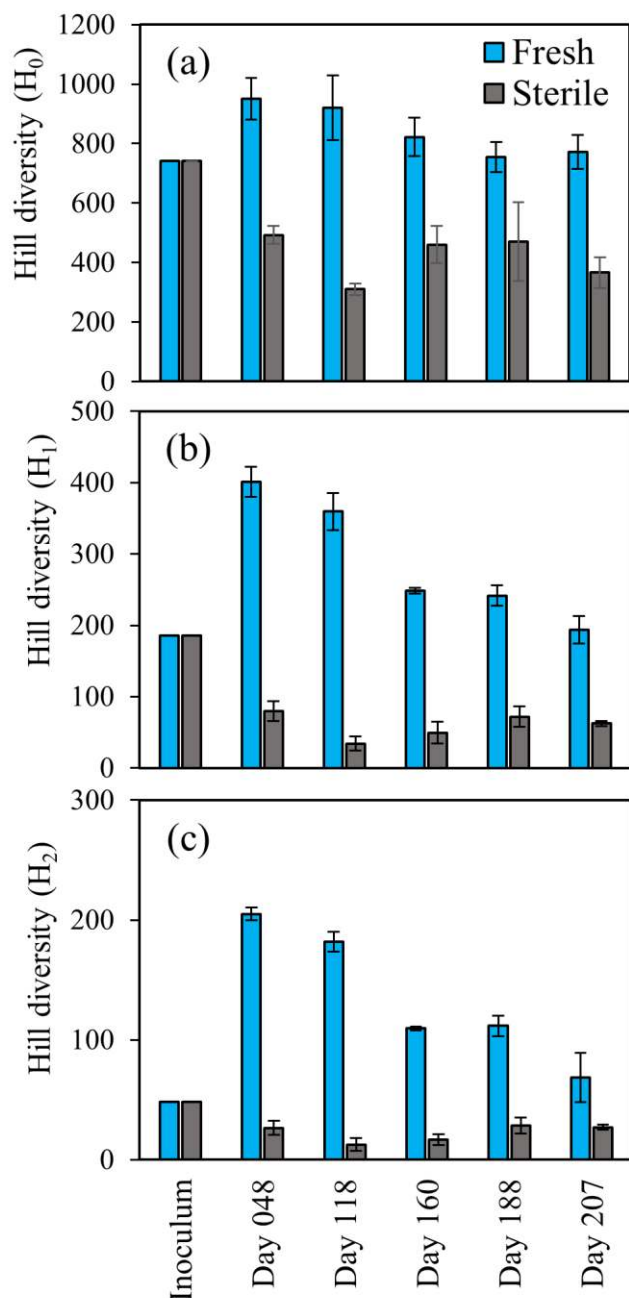 1200
(a)
Fresh
1000
Sterile
800
600
400
200
0
Hill diversity (H₀)
500
(b)
400
300
200
100
0
Hill diversity (H₁)
300
(c)
200
100
0
Hill diversity (H₂)
Inoculum
Day 048
Day 118
Day 160
Day 188
Day 207